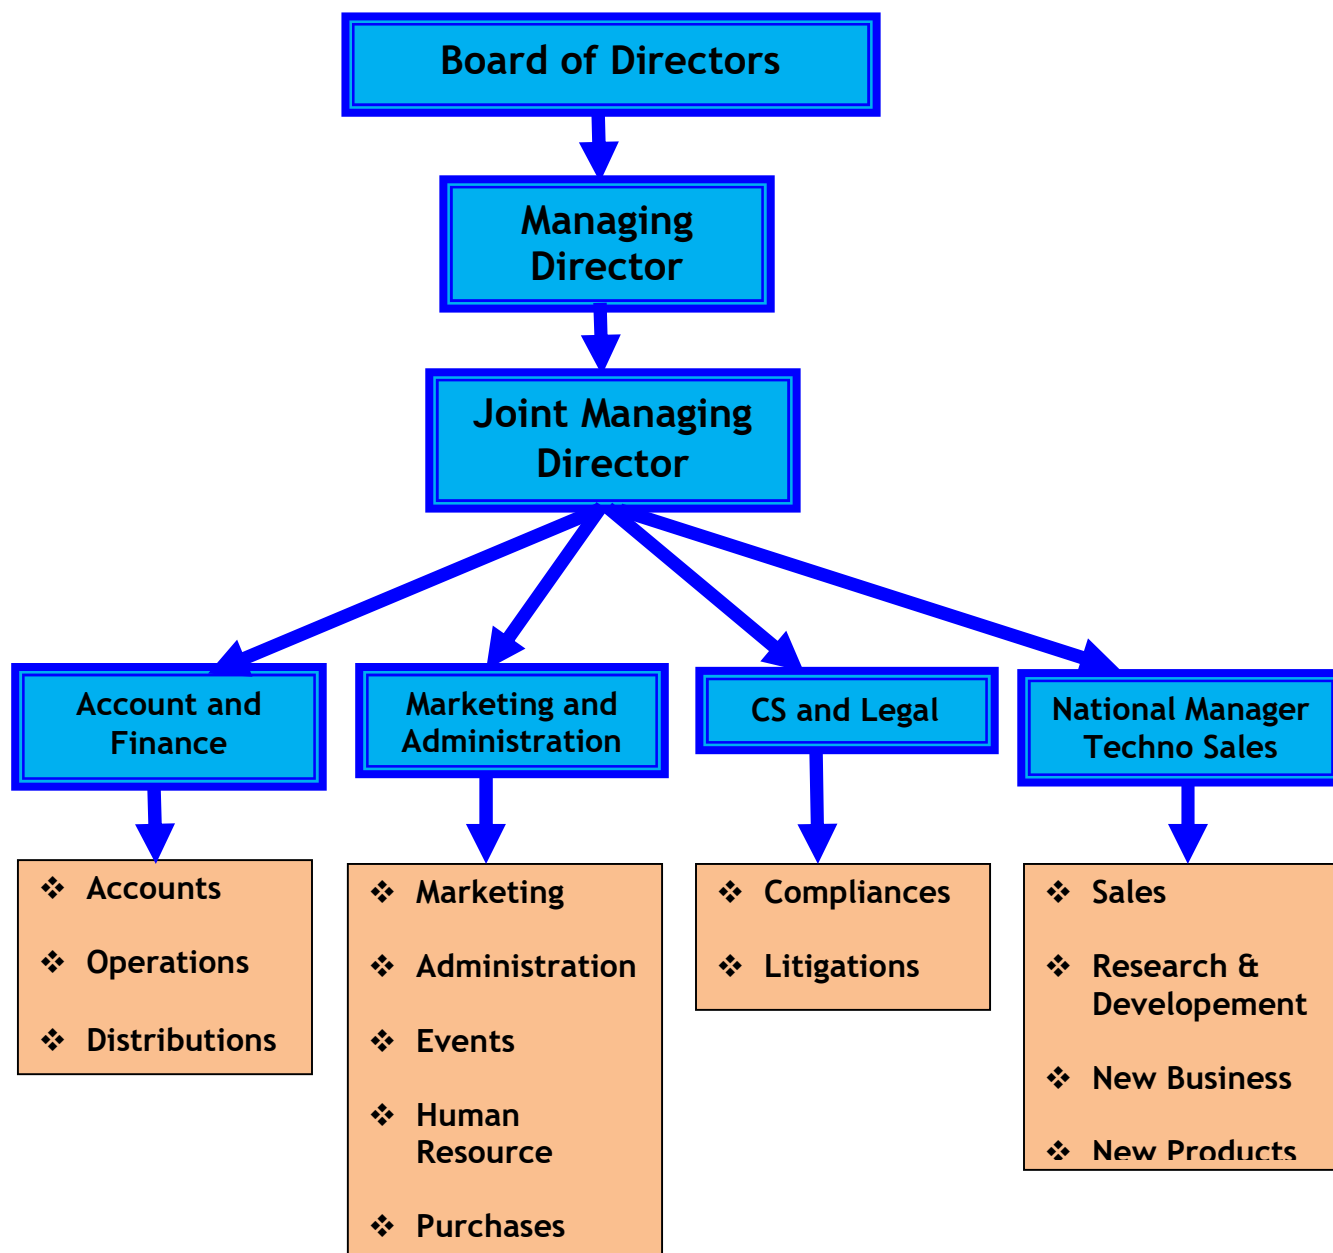 Board of Directors
Managing
Director
Joint Managing
Director
Account and
Finance
Marketing and
Administration
CS and Legal
National Manager
Techno Sales
❖ Accounts
❖ Operations
❖ Distributions
❖ Marketing
❖ Administration
❖ Events
❖ Human
Resource
❖ Purchases
❖ Compliances
❖ Litigations
❖ Sales
❖ Research &
Developement
❖ New Business
❖ New Products